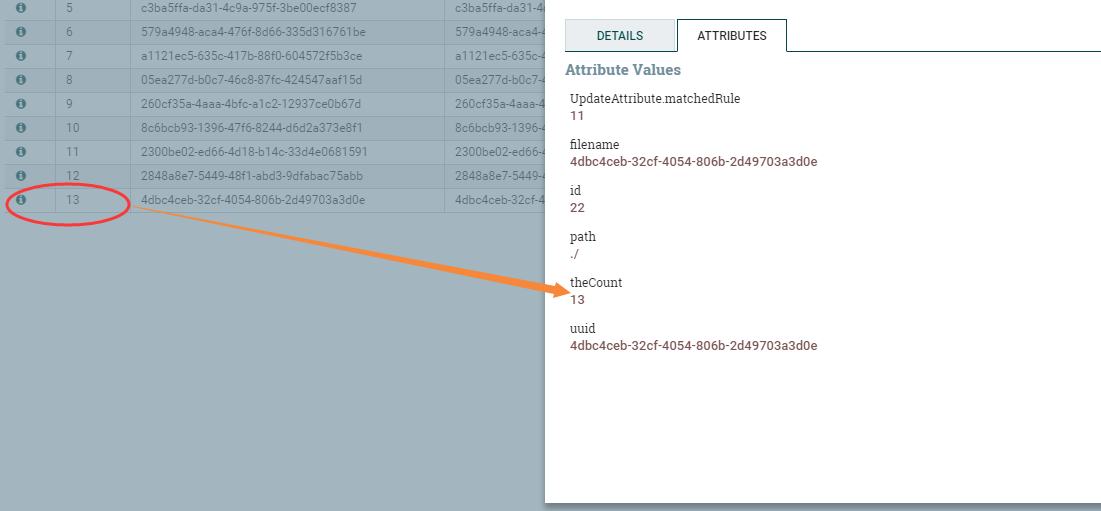 5 c3ba5ffa-da31-4c9a-975f-3be00ecf8387 c3ba5ffa-da31-4
6 579a4948-aca4-476f-8d66-335d316761be 579a4948-aca4-4
7 a1121ec5-635c-417b-88f0-604572f5b3ce a1121ec5-635c-4
8 05ea277d-b0c7-46c8-87fc-424547aaf15d 05ea277d-b0c7-4
9 260cf35a-4aaa-4bfc-a1c2-12937ce0b67d 260cf35a-4aaa-4
10 8c6bcb93-1396-47f6-8244-d6d2a373e8f1 8c6bcb93-1396-4
11 2300be02-ed66-4d18-b14c-33d4e0681591 2300be02-ed66-4
12 2848a8e7-5449-48f1-abd3-9dfabac75abb 2848a8e7-5449-4
13 4dbc4ceb-32cf-4054-806b-2d49703a3d0e 4dbc4ceb-32cf-4
DETAILS ATTRIBUTES
Attribute Values
UpdateAttribute.matchedRule
11
filename
4dbc4ceb-32cf-4054-806b-2d49703a3d0e
id
22
path
./
theCount
13
uuid
4dbc4ceb-32cf-4054-806b-2d49703a3d0e